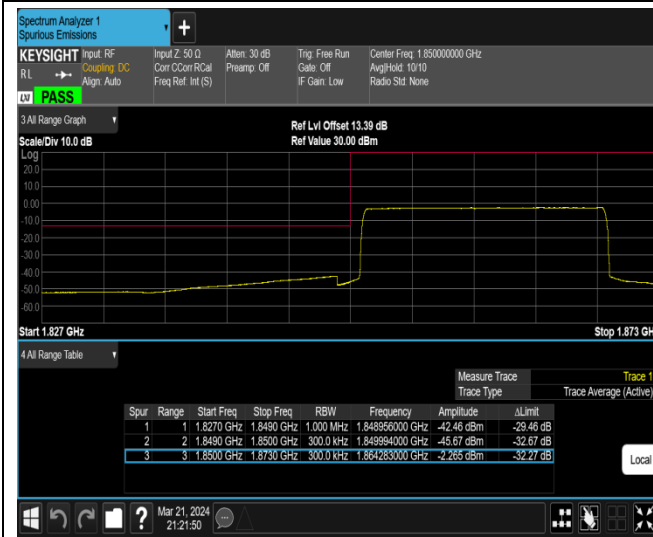 Spectrum Analyzer 1
Spurious Emissions
+
KEYSIGHT Input: RF Input Z: 50 Ω Atten: 30 dB Trig: Free Run Center Freq: 1.850000000 GHz
RL Coupling: DC Corr CCorr RCal Preamp: Off Gate: Off Avg|Hold: 10/10
Align: Auto Freq Ref: Int (S) IF Gain: Low Radio Std: None
LXI PASS
3 All Range Graph
Ref Lvl Offset 13.39 dB
Scale/Div 10.0 dB Ref Value 30.00 dBm
Log
20.0
10.0
0.00
-10.0
-20.0
-30.0
-40.0
-50.0
-60.0
Start 1.827 GHz Stop 1.873 GH
4 All Range Table
Measure Trace Trace 1
Trace Type Trace Average (Active)
Spur Range Start Freq Stop Freq RBW Frequency Amplitude ΔLimit
1 1 1.8270 GHz 1.8490 GHz 1.000 MHz 1.848956000 GHz -42.46 dBm -29.46 dB
2 2 1.8490 GHz 1.8500 GHz 300.0 kHz 1.849994000 GHz -45.67 dBm -32.67 dB
3 3 1.8500 GHz 1.8730 GHz 300.0 kHz 1.864283000 GHz -2.265 dBm -32.27 dB
Local
? Mar 21, 2024
21:21:50